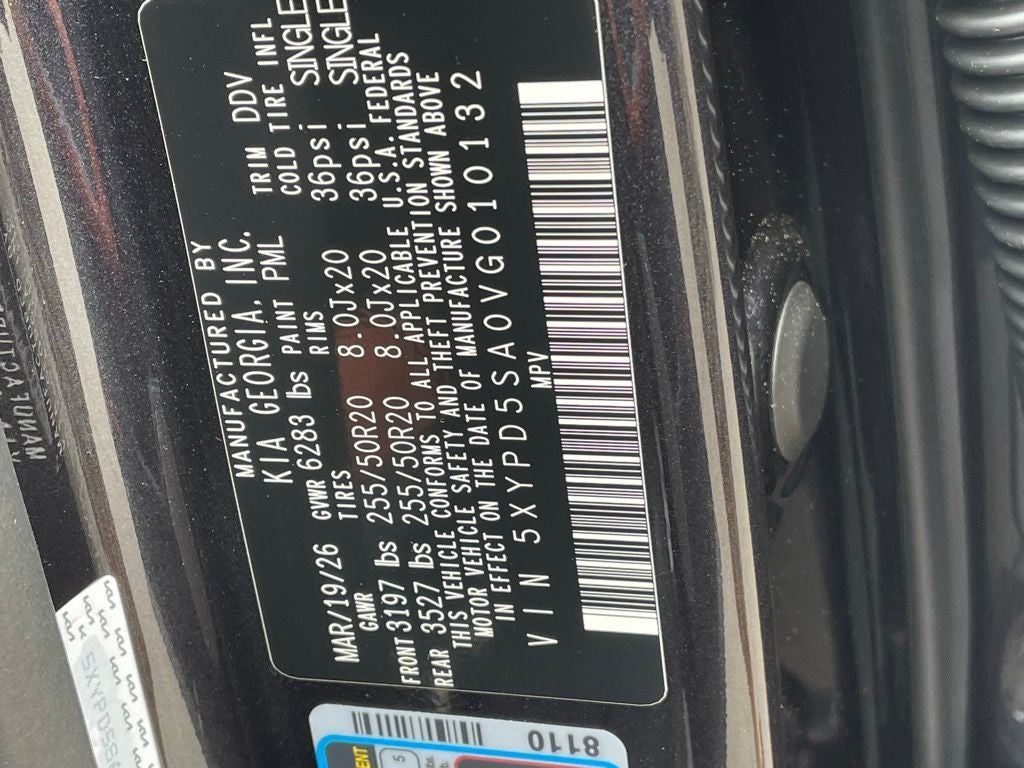 MANUFACTURED BY
KIA GEORGIA, INC.
MAR/19/26 GVWR 6283 lbs PAINT PML TRIM DDV
GAWR TIRES RIMS COLD TIRE INFL
FRONT 3197 lbs 255/50R20 8.0Jx20 36psi SINGLE
REAR 3527 lbs 255/50R20 8.0Jx20 36psi SINGLE
THIS VEHICLE CONFORMS TO ALL APPLICABLE U.S.A. FEDERAL
MOTOR VEHICLE SAFETY AND THEFT PREVENTION STANDARDS
IN EFFECT ON THE DATE OF MANUFACTURE SHOWN ABOVE
VIN 5XYPD5SA0VG010132
MPV
8110
5